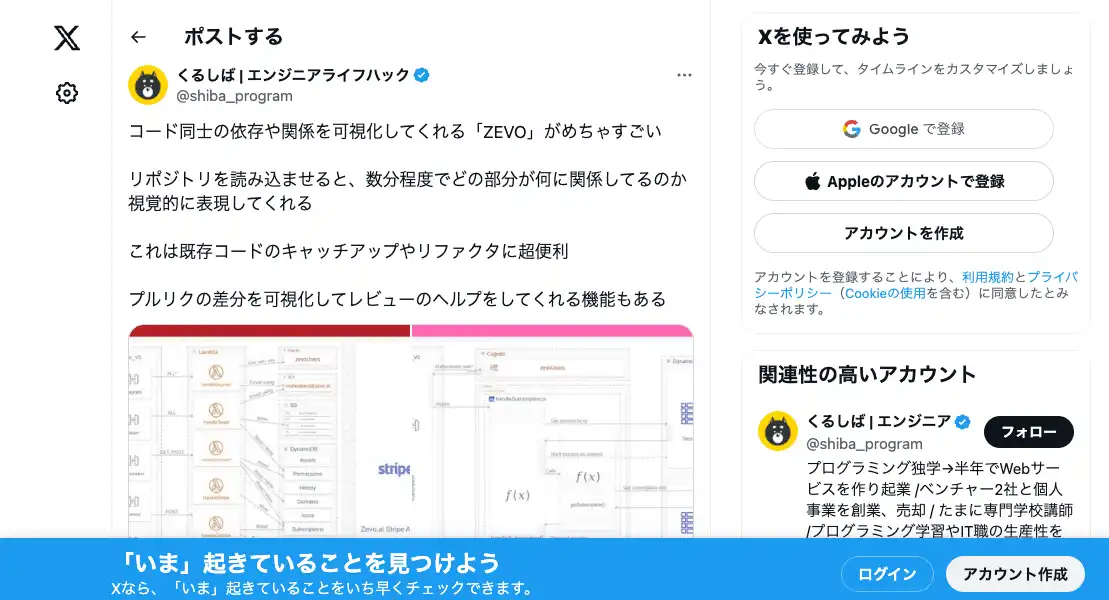 ポストする
くるしば | エンジニアライフハック
@shiba_program
コード同士の依存や関係を可視化してくれる「ZEVO」がめちゃすごい
リポジトリを読み込ませると、数分程度でどの部分が何に関係してるのか
視覚的に表現してくれる
これは既存コードのキャッチアップやリファクタに超便利
プルリクの差分を可視化してレビューのヘルプをしてくれる機能もある
Lambda
stripe
Zevo.ai Stripe A
DynamoDB
Permissions
Domains
Subscriptions
Cognito
f(x)
f(x)
Xを使ってみよう
今すぐ登録して、タイムラインをカスタマイズしましょ
う。
Google で登録
Appleのアカウントで登録
アカウントを作成
アカウントを登録することにより、利用規約とプライバ
シーポリシー（Cookieの使用を含む）に同意したとみ
なされます。
関連性の高いアカウント
くるしば | エンジニア
@shiba_program
フォロー
プログラミング独学→半年でWebサー
ビスを作り起業 /ベンチャー2社と個人
事業を創業、売却 / たまに専門学校講師
/プログラミング学習やIT職の生産性を
「いま」起きていることを見つけよう
Xなら、「いま」起きていることをいち早くチェックできます。
ログイン
アカウント作成